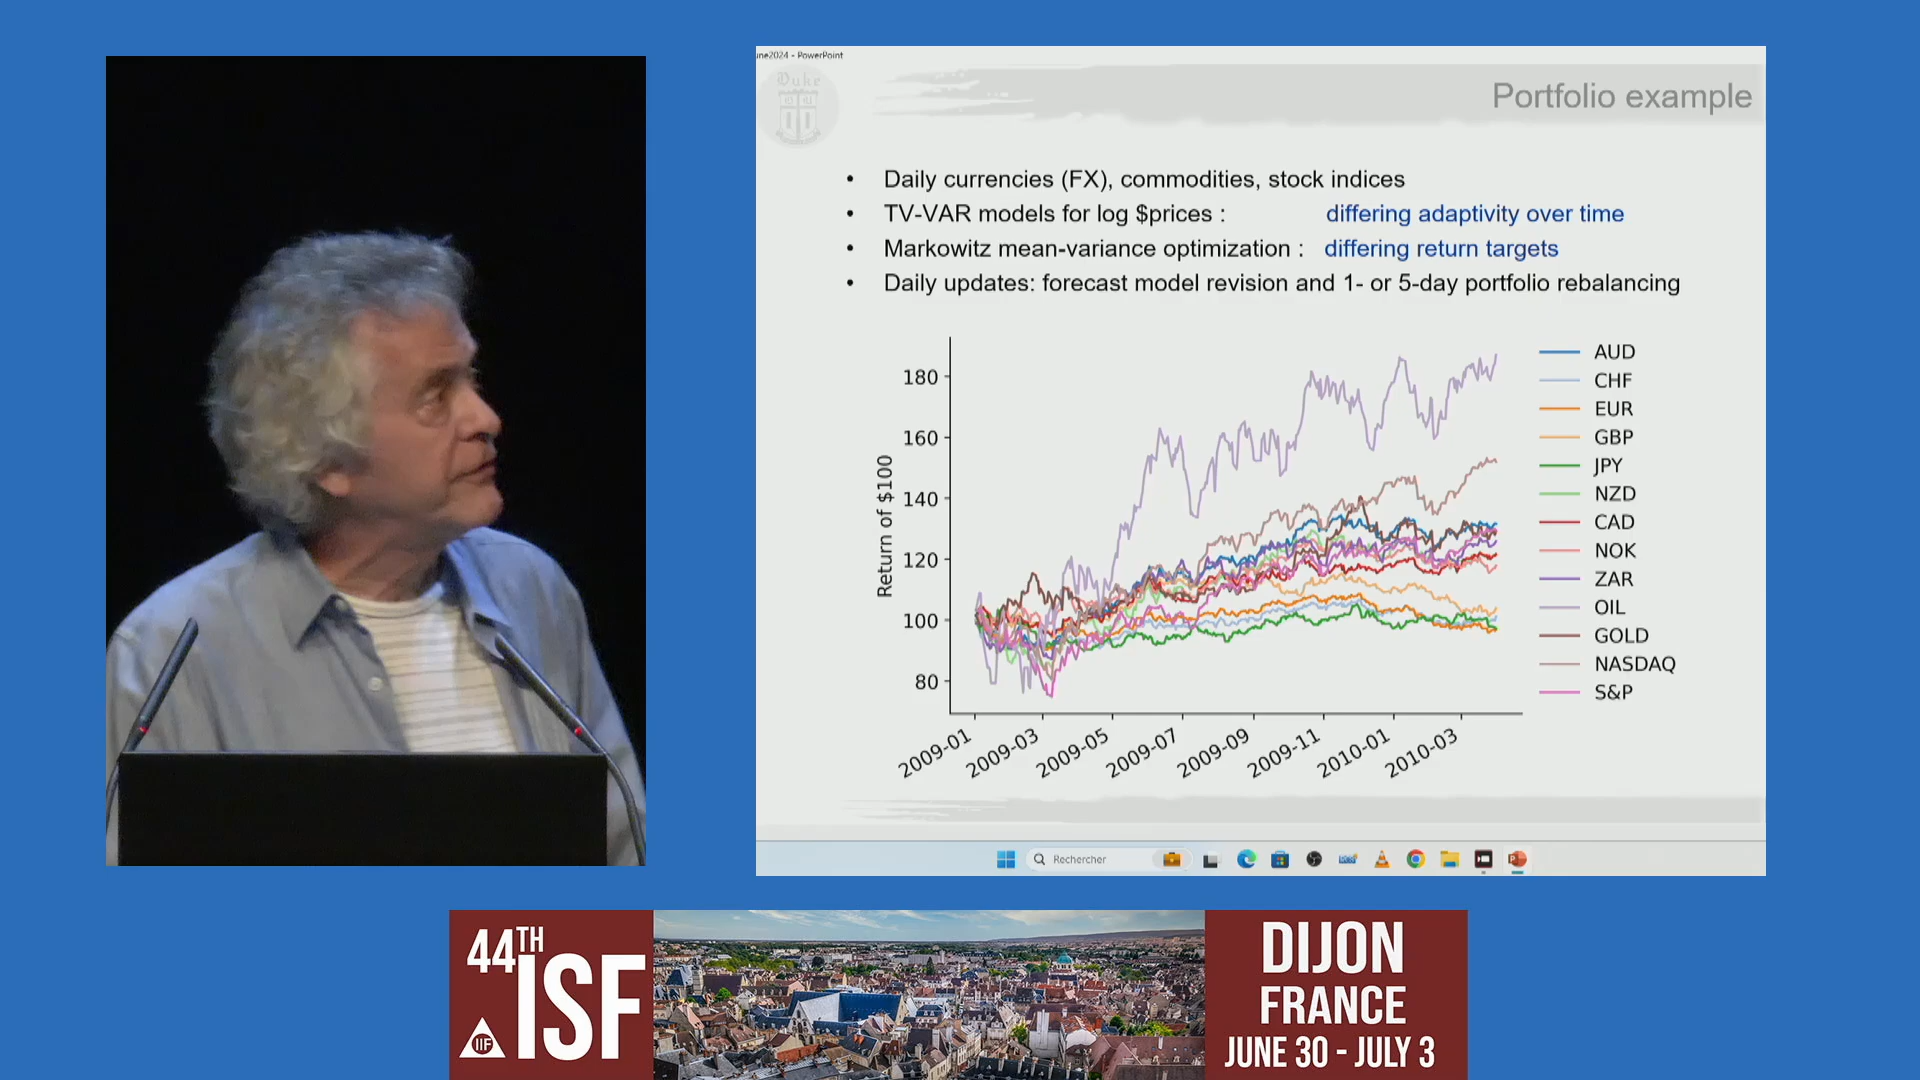 une2024 - PowerPoint
Duke
Portfolio example
• Daily currencies (FX), commodities, stock indices
• TV-VAR models for log $prices : differing adaptivity over time
• Markowitz mean-variance optimization : differing return targets
• Daily updates: forecast model revision and 1- or 5-day portfolio rebalancing
Return of $100
180
160
140
120
100
80
2009-01
2009-03
2009-05
2009-07
2009-09
2009-11
2010-01
2010-03
AUD
CHF
EUR
GBP
JPY
NZD
CAD
NOK
ZAR
OIL
GOLD
NASDAQ
S&P
Rechercher
44TH
ISF
IIF
DIJON
FRANCE
JUNE 30 - JULY 3